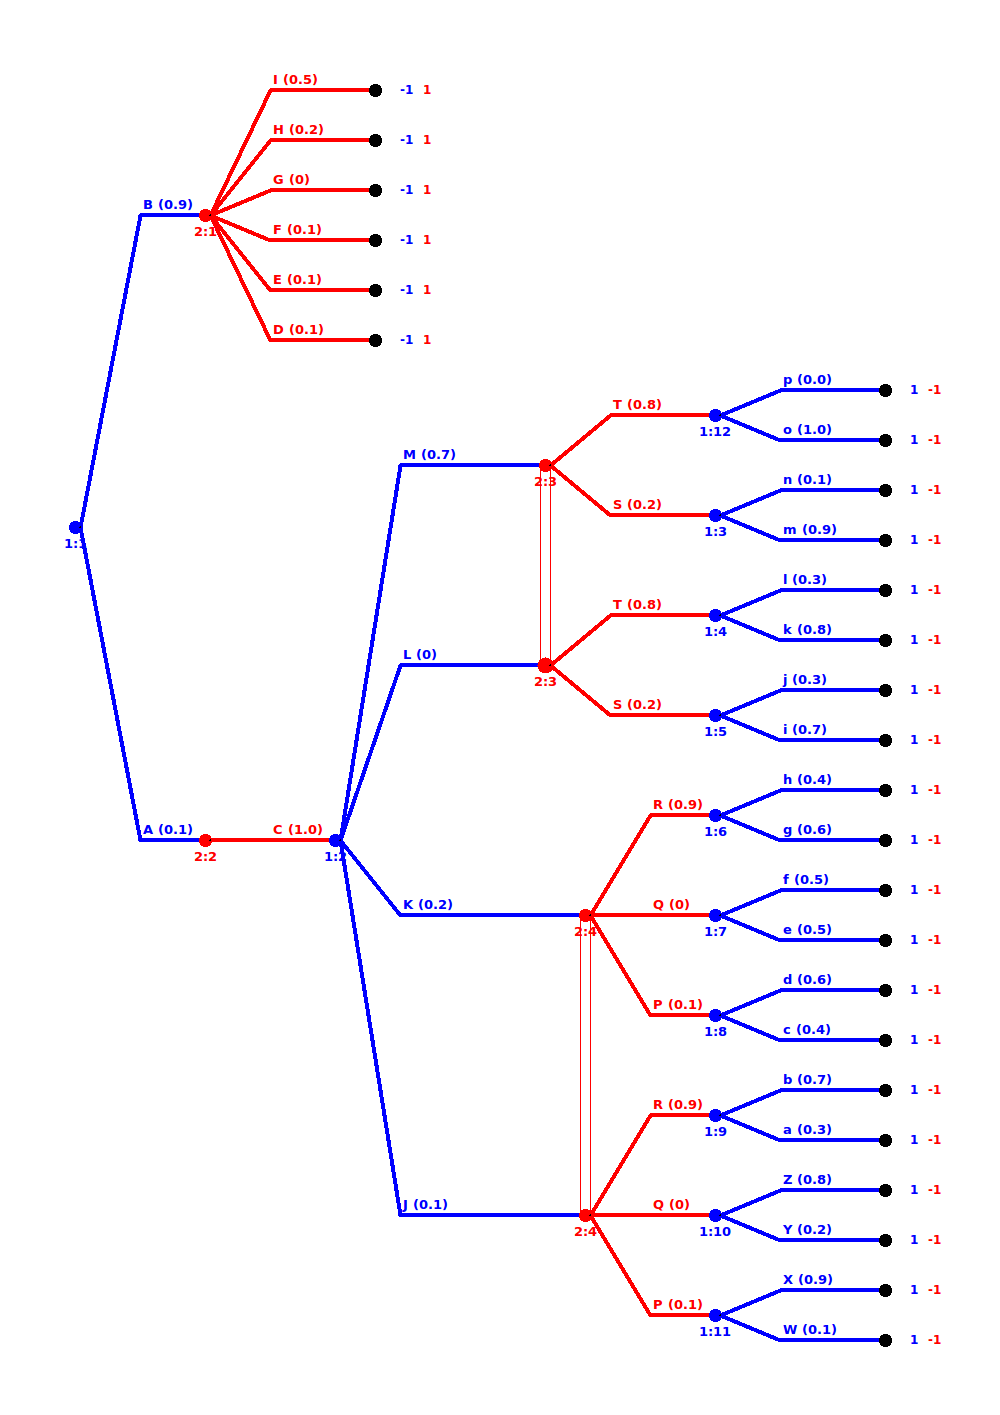 I (0.5)
-1 1
H (0.2)
-1 1
G (0)
-1 1
B (0.9)
2:1
F (0.1)
-1 1
E (0.1)
-1 1
D (0.1)
-1 1
p (0.0)
1 -1
T (0.8)
1:12
o (1.0)
1 -1
M (0.7)
2:3
n (0.1)
1 -1
S (0.2)
1:3
m (0.9)
1 -1
1:1
l (0.3)
1 -1
T (0.8)
1:4
k (0.8)
1 -1
L (0)
2:3
j (0.3)
1 -1
S (0.2)
1:5
i (0.7)
1 -1
h (0.4)
1 -1
R (0.9)
1:6
g (0.6)
1 -1
A (0.1)
2:2
C (1.0)
1:2
f (0.5)
1 -1
K (0.2)
2:4
Q (0)
1:7
e (0.5)
1 -1
d (0.6)
1 -1
P (0.1)
1:8
c (0.4)
1 -1
b (0.7)
1 -1
R (0.9)
1:9
a (0.3)
1 -1
Z (0.8)
1 -1
J (0.1)
2:4
Q (0)
1:10
Y (0.2)
1 -1
X (0.9)
1 -1
P (0.1)
1:11
W (0.1)
1 -1